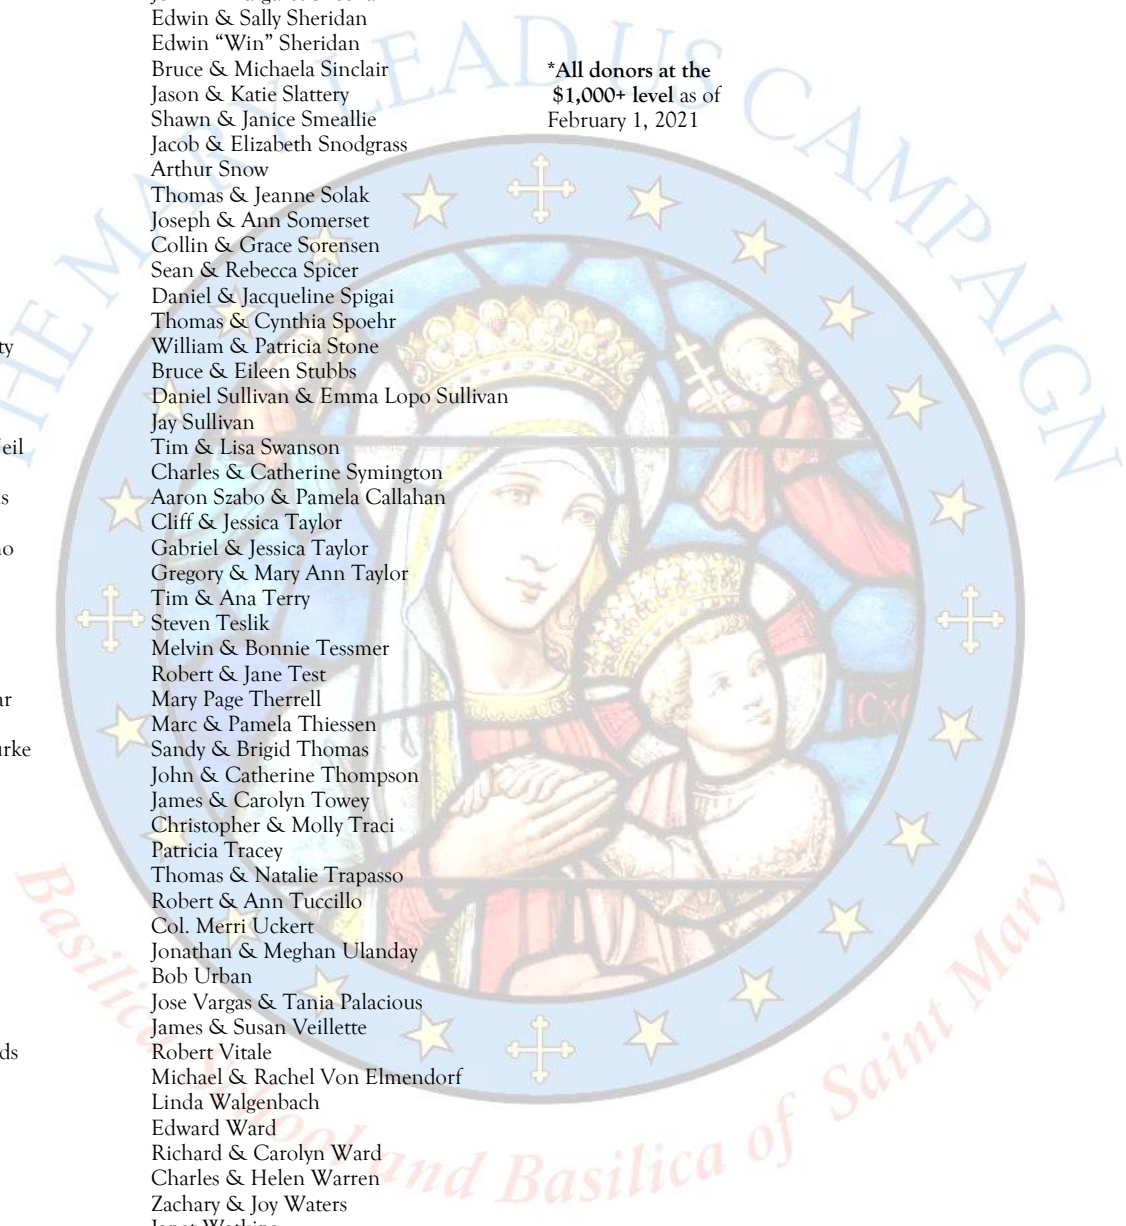 ty
eil
s
no
ar
urke
ds
Edwin & Sally Sheridan
Edwin “Win” Sheridan
Bruce & Michaela Sinclair
Jason & Katie Slattery
Shawn & Janice Smeallie
Jacob & Elizabeth Snodgrass
Arthur Snow
Thomas & Jeanne Solak
Joseph & Ann Somerset
Collin & Grace Sorensen
Sean & Rebecca Spicer
Daniel & Jacqueline Spigai
Thomas & Cynthia Spoehr
William & Patricia Stone
Bruce & Eileen Stubbs
Daniel Sullivan & Emma Lopo Sullivan
Jay Sullivan
Tim & Lisa Swanson
Charles & Catherine Symington
Aaron Szabo & Pamela Callahan
Cliff & Jessica Taylor
Gabriel & Jessica Taylor
Gregory & Mary Ann Taylor
Tim & Ana Terry
Steven Teslik
Melvin & Bonnie Tessmer
Robert & Jane Test
Mary Page Therrell
Marc & Pamela Thiessen
Sandy & Brigid Thomas
John & Catherine Thompson
James & Carolyn Towey
Christopher & Molly Traci
Patricia Tracey
Thomas & Natalie Trapasso
Robert & Ann Tuccillo
Col. Merri Uckert
Jonathan & Meghan Ulanday
Bob Urban
Jose Vargas & Tania Palacious
James & Susan Veillette
Robert Vitale
Michael & Rachel Von Elmendorf
Linda Walgenbach
Edward Ward
Richard & Carolyn Ward
Charles & Helen Warren
Zachary & Joy Waters
*All donors at the
$1,000+ level as of
February 1, 2021
THE MARY LEAD US CAMPAIGN
Basilica School and Basilica of Saint Mary